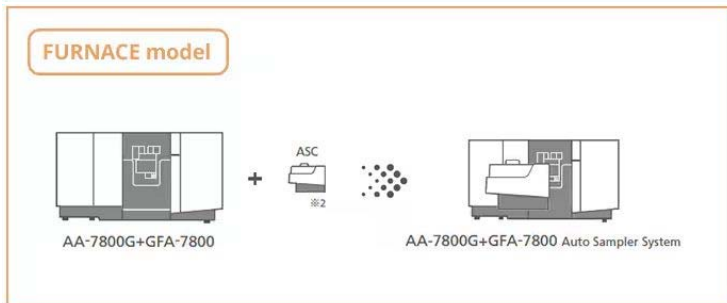 FURNACE model
ASC
+
※2
AA-7800G+GFA-7800
AA-7800G+GFA-7800 Auto Sampler System